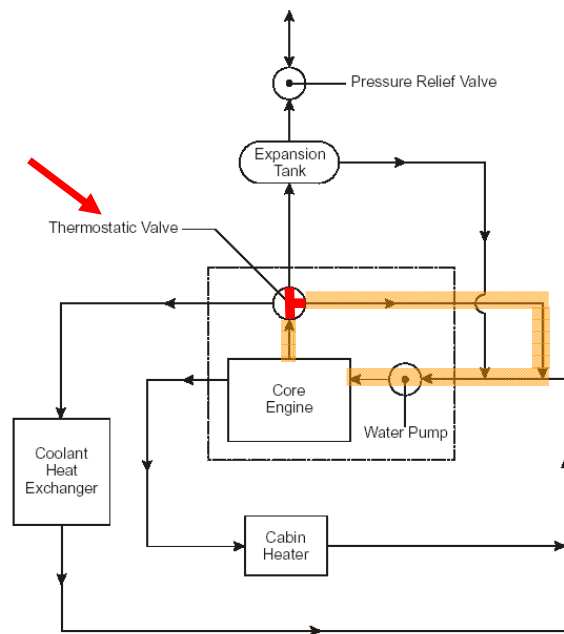 Pressure Relief Valve
Expansion
Tank
Thermostatic Valve
Core
Engine
Water Pump
Coolant
Heat
Exchanger
Cabin
Heater